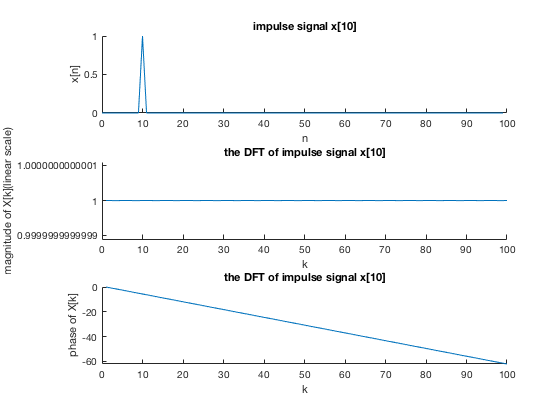 impulse signal x[10]
1
0.5
0
x[n]
0 10 20 30 40 50 60 70 80 90 100
n
the DFT of impulse signal x[10]
1.0000000000001
1
0.9999999999999
magnitude of X[k](linear scale)
0 10 20 30 40 50 60 70 80 90 100
k
the DFT of impulse signal x[10]
0
-20
-40
-60
phase of X[k]
0 10 20 30 40 50 60 70 80 90 100
k